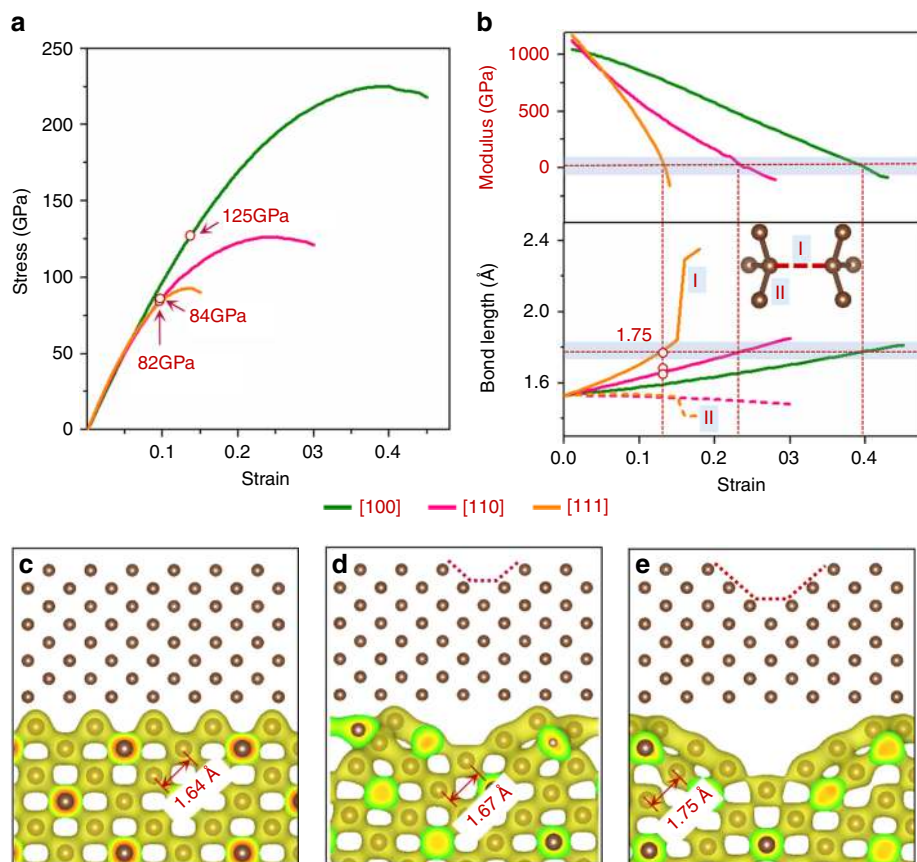 a
250
200
150
100
50
0
Stress (GPa)
125GPa
84GPa
82GPa
0.1
0.2
03
0.4
Strain
b
1000
500
0
Modulus (GPa)
2.4
2.0
1.6
Bond length (Å)
I
II
I
1.75
II
0.0
0.1
0.2
03
0.4
Strain
[100]
[110]
[111]
c
1.64 Å
d
1.67 Å
e
1.75 Å